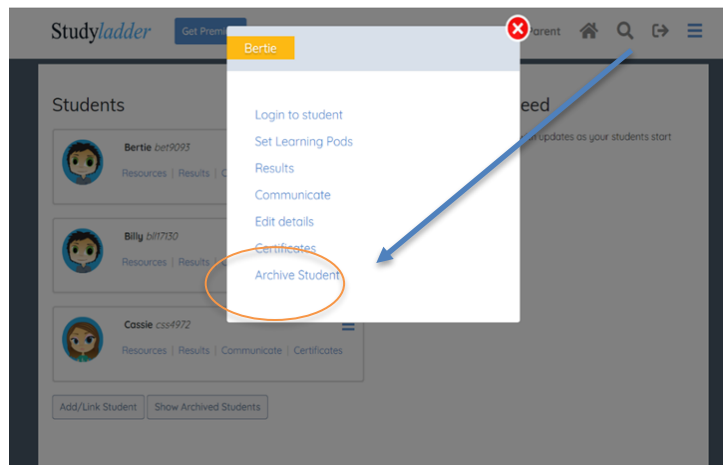 Studyladder Get Premi Parent
Bertie
Students eed
Login to student
Bertie bet9093 updates as your students start
Set Learning Pods
Resources | Results | C
Results
Communicate
Edit details
Billy bll17130
Certificates
Resources | Results |
Archive Student
Cassie css4972
Resources | Results | Communicate | Certificates
Add/Link Student Show Archived Students